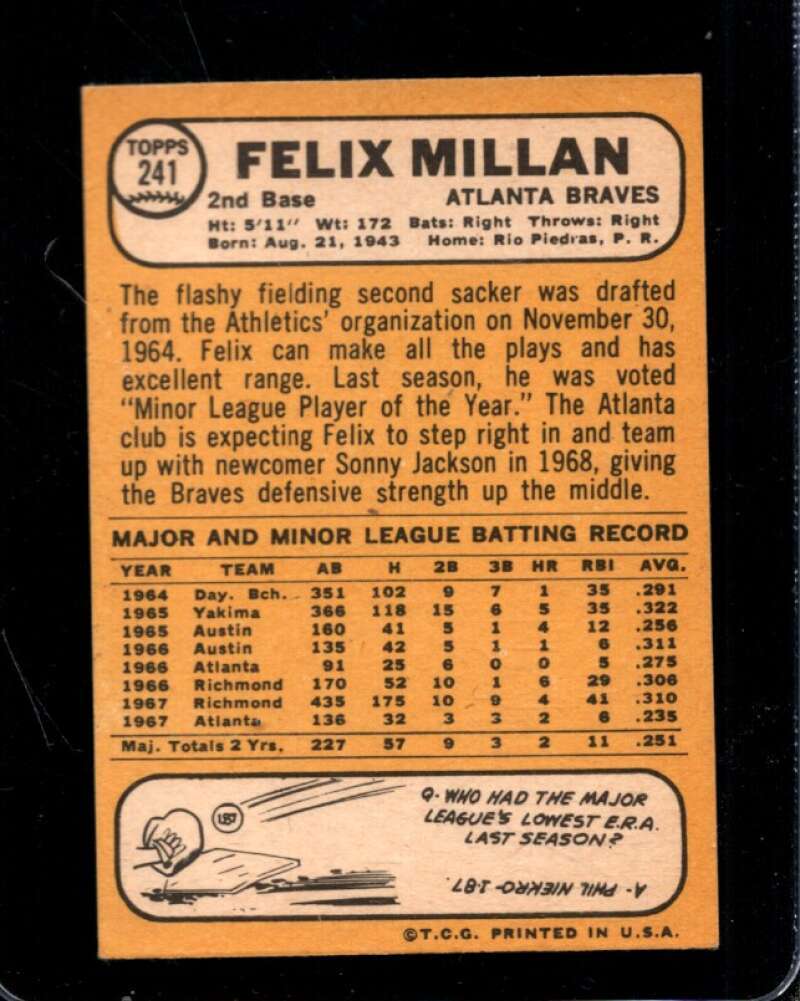 TOPPS
241
FELIX MILLAN
2nd Base ATLANTA BRAVES
Ht: 5'11" Wt: 172 Bats: Right Throws: Right
Born: Aug. 21, 1943 Home: Rio Piedras, P. R.
The flashy fielding second sacker was drafted
from the Athletics' organization on November 30,
1964. Felix can make all the plays and has
excellent range. Last season, he was voted
"Minor League Player of the Year." The Atlanta
club is expecting Felix to step right in and team
up with newcomer Sonny Jackson in 1968, giving
the Braves defensive strength up the middle.
MAJOR AND MINOR LEAGUE BATTING RECORD
YEAR TEAM AB H 2B 3B HR RBI AVG.
1964 Day. Bch. 351 102 9 7 1 35 .291
1965 Yakima 366 118 15 6 5 35 .322
1965 Austin 160 41 5 1 4 12 .256
1966 Austin 135 42 5 1 1 6 .311
1966 Atlanta 91 25 6 0 0 5 .275
1966 Richmond 170 52 10 1 6 29 .306
1967 Richmond 435 175 10 9 4 41 .310
1967 Atlanta 136 32 3 3 2 6 .235
Maj. Totals 2 Yrs. 227 57 9 3 2 11 .251
1.87
Q- WHO HAD THE MAJOR
LEAGUE'S LOWEST E.R.A.
LAST SEASON?
A- PHIL NIEKRO-1.87
©T.C.G. PRINTED IN U.S.A.